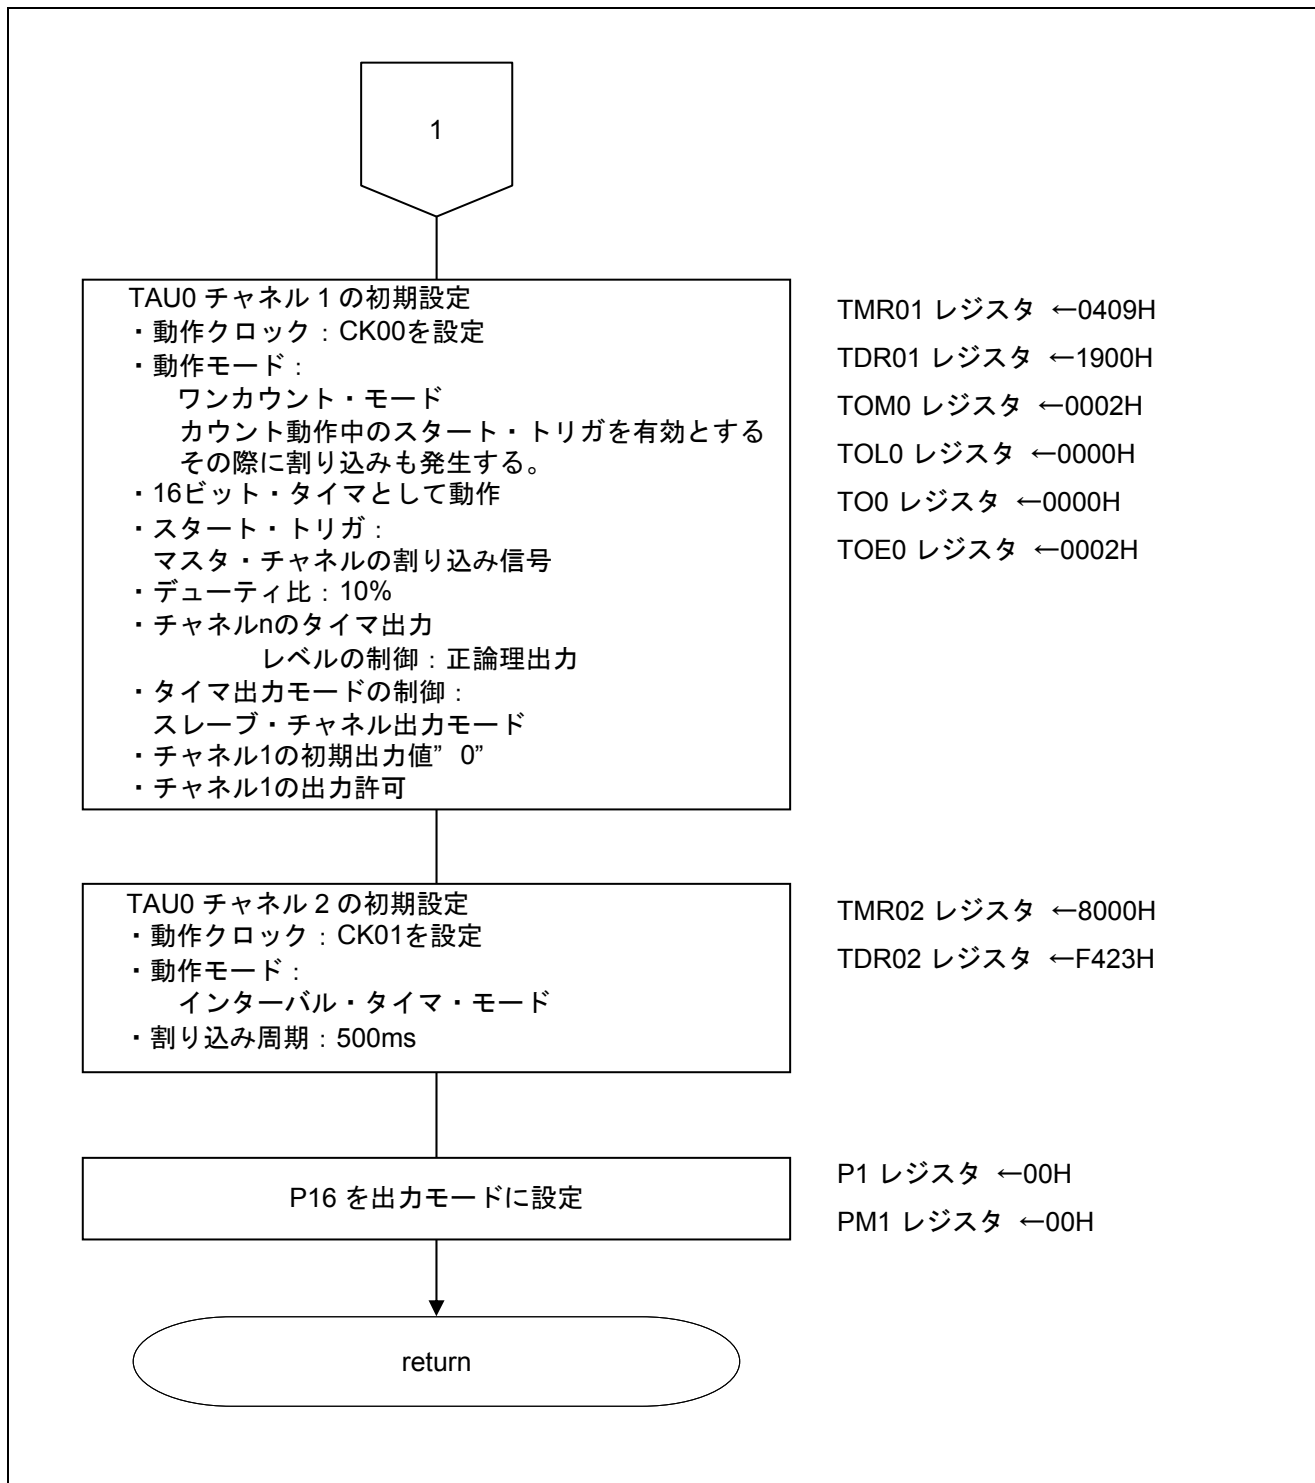 1
TAU0 チャネル 1 の初期設定
・動作クロック：CK00を設定
・動作モード：
ワンカウント・モード
カウント動作中のスタート・トリガを有効とする
その際に割り込みも発生する。
・16ビット・タイマとして動作
・スタート・トリガ：
マスタ・チャネルの割り込み信号
・デューティ比：10%
・チャネルnのタイマ出力
レベルの制御：正論理出力
・タイマ出力モードの制御：
スレーブ・チャネル出力モード
・チャネル1の初期出力値” 0”
・チャネル1の出力許可
TMR01 レジスタ ←0409H
TDR01 レジスタ ←1900H
TOM0 レジスタ ←0002H
TOL0 レジスタ ←0000H
TO0 レジスタ ←0000H
TOE0 レジスタ ←0002H
TAU0 チャネル 2 の初期設定
・動作クロック：CK01を設定
・動作モード：
インターバル・タイマ・モード
・割り込み周期：500ms
TMR02 レジスタ ←8000H
TDR02 レジスタ ←F423H
P16 を出力モードに設定
P1 レジスタ ←00H
PM1 レジスタ ←00H
return